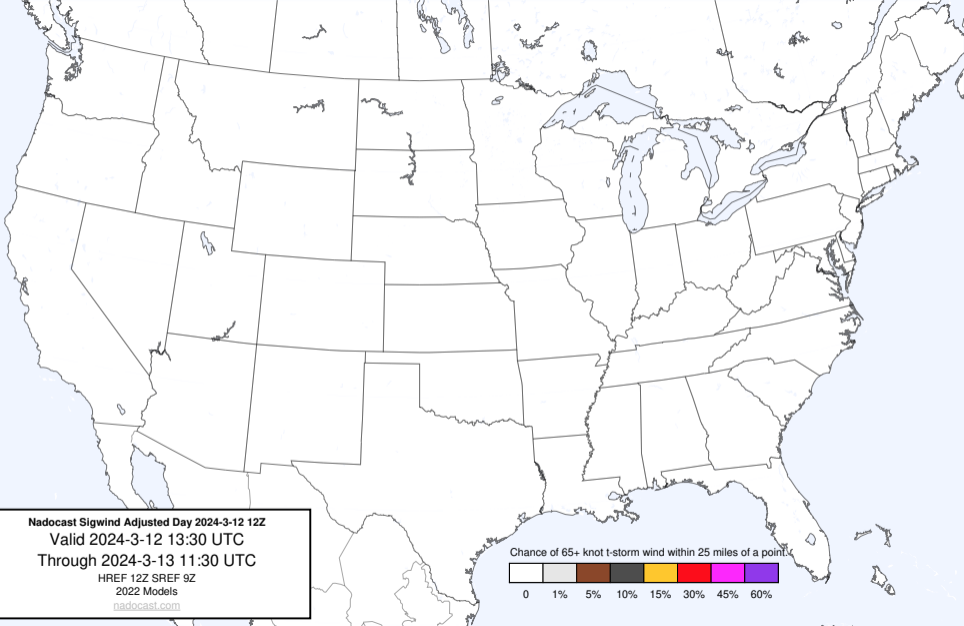 Nadocast Sigwind Adjusted Day 2024-3-12 12Z
Valid 2024-3-12 13:30 UTC
Through 2024-3-13 11:30 UTC
HREF 12Z SREF 9Z
2022 Models
nadocast.com
Chance of 65+ knot t-storm wind within 25 miles of a point.
0 1% 5% 10% 15% 30% 45% 60%